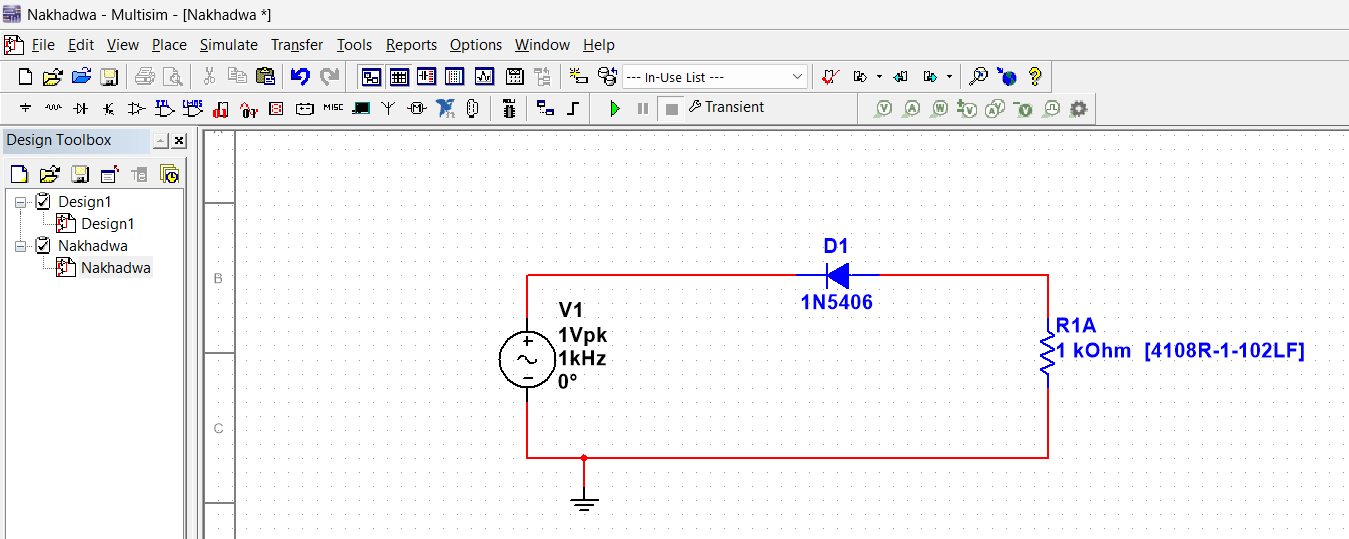 Nakhadwa - Multisim - [Nakhadwa *]
File Edit View Place Simulate Transfer Tools Reports Options Window Help
--- In-Use List ---
MISC
Transient
Design Toolbox
Design1
Design1
Nakhadwa
Nakhadwa
B
C
D1
1N5406
V1
1Vpk
1kHz
0°
R1A
1 kOhm [4108R-1-102LF]